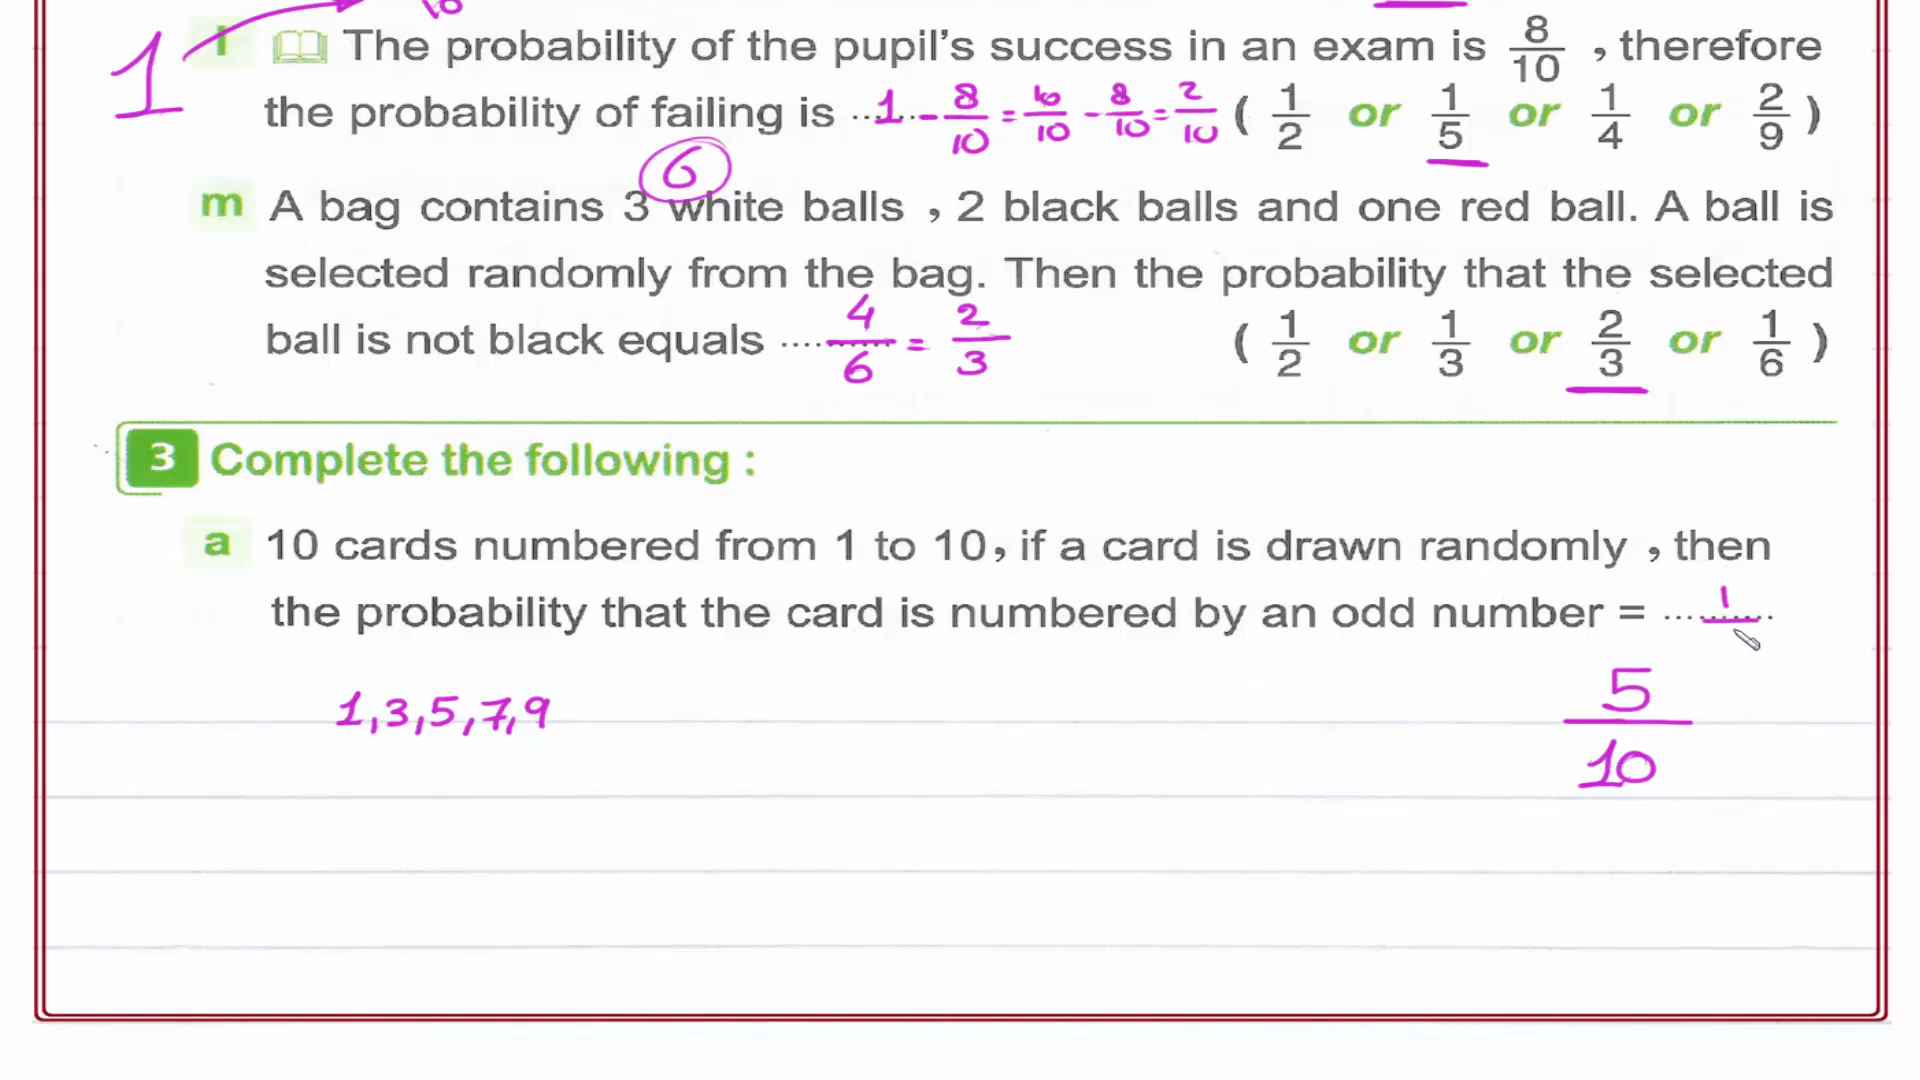 10
1 l The probability of the pupil's success in an exam is 8/10 , therefore
the probability of failing is ..1 - 8/10 = 10/10 - 8/10 = 2/10 ( 1/2 or 1/5 or 1/4 or 2/9 )
6
m A bag contains 3 white balls , 2 black balls and one red ball. A ball is
selected randomly from the bag. Then the probability that the selected
ball is not black equals .... 4/6 = 2/3 ( 1/2 or 1/3 or 2/3 or 1/6 )
3 Complete the following :
a 10 cards numbered from 1 to 10, if a card is drawn randomly , then
the probability that the card is numbered by an odd number = .... 1/
1,3,5,7,9 5/10